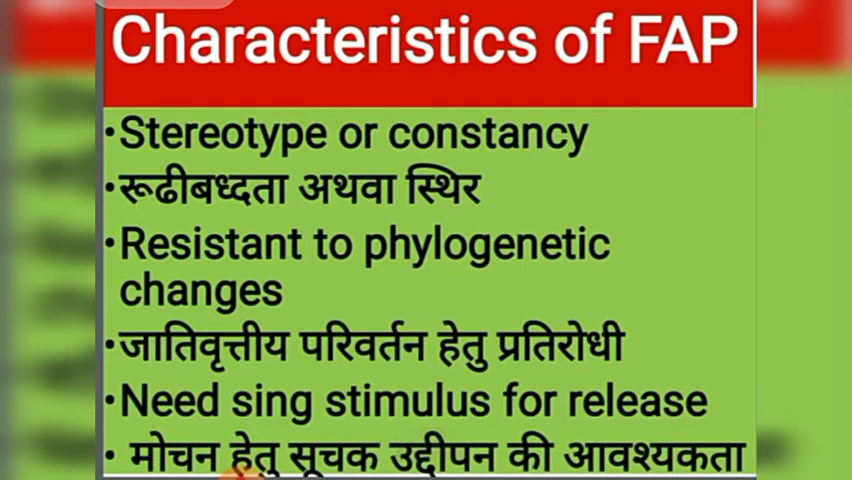 Characteristics of FAP
•Stereotype or constancy
•रूढीबध्दता अथवा स्थिर
•Resistant to phylogenetic
changes
•जातिवृत्तीय परिवर्तन हेतु प्रतिरोधी
•Need sing stimulus for release
• मोचन हेतु सूचक उद्दीपन की आवश्यकता